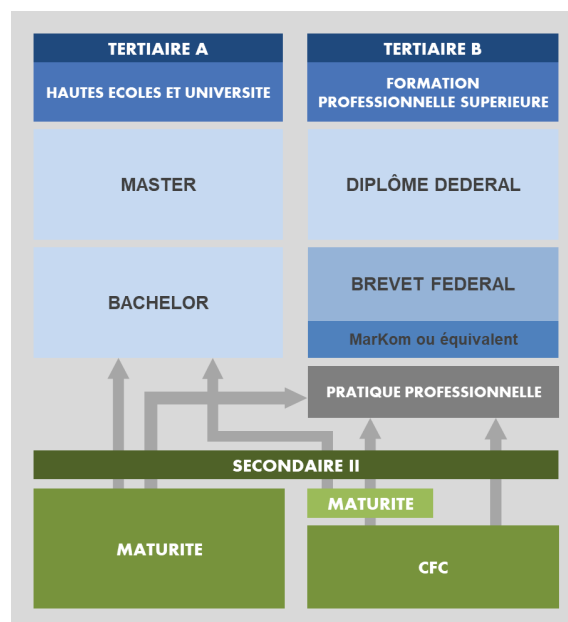 TERTIAIRE A
HAUTES ECOLES ET UNIVERSITE
MASTER
BACHELOR
TERTIAIRE B
FORMATION
PROFESSIONNELLE SUPERIEURE
DIPLÔME DEDERAL
BREVET FEDERAL
MarKom ou équivalent
PRATIQUE PROFESSIONNELLE
SECONDAIRE II
MATURITE
MATURITE
CFC